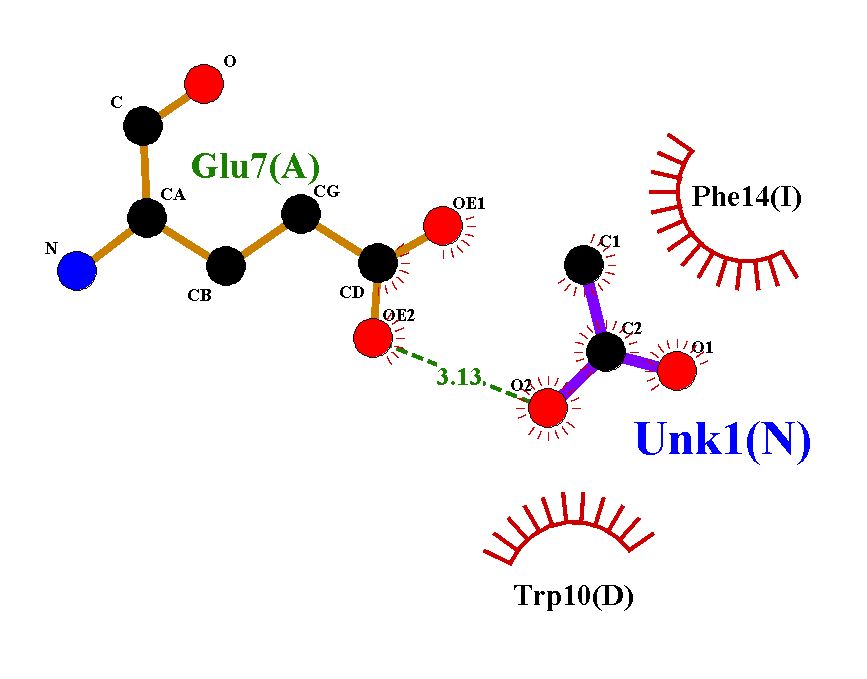 O
C
Glu7(A)
CA
CG
OE1
N
CB
CD
OE2
3.13
C1
C2
O1
O2
Phe14(I)
Unk1(N)
Trp10(D)